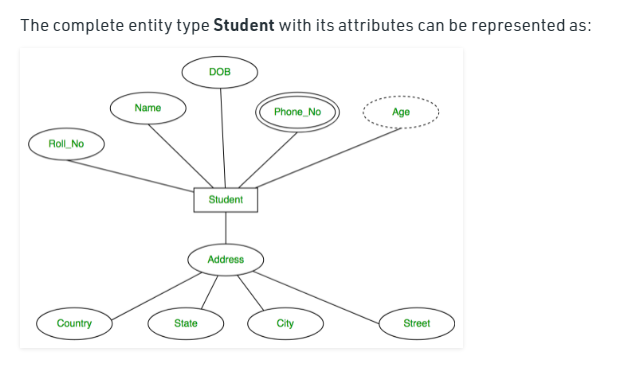 The complete entity type Student with its attributes can be represented as:
DOB
Name
Phone_No
Age
Roll_No
Student
Address
Country
State
City
Street